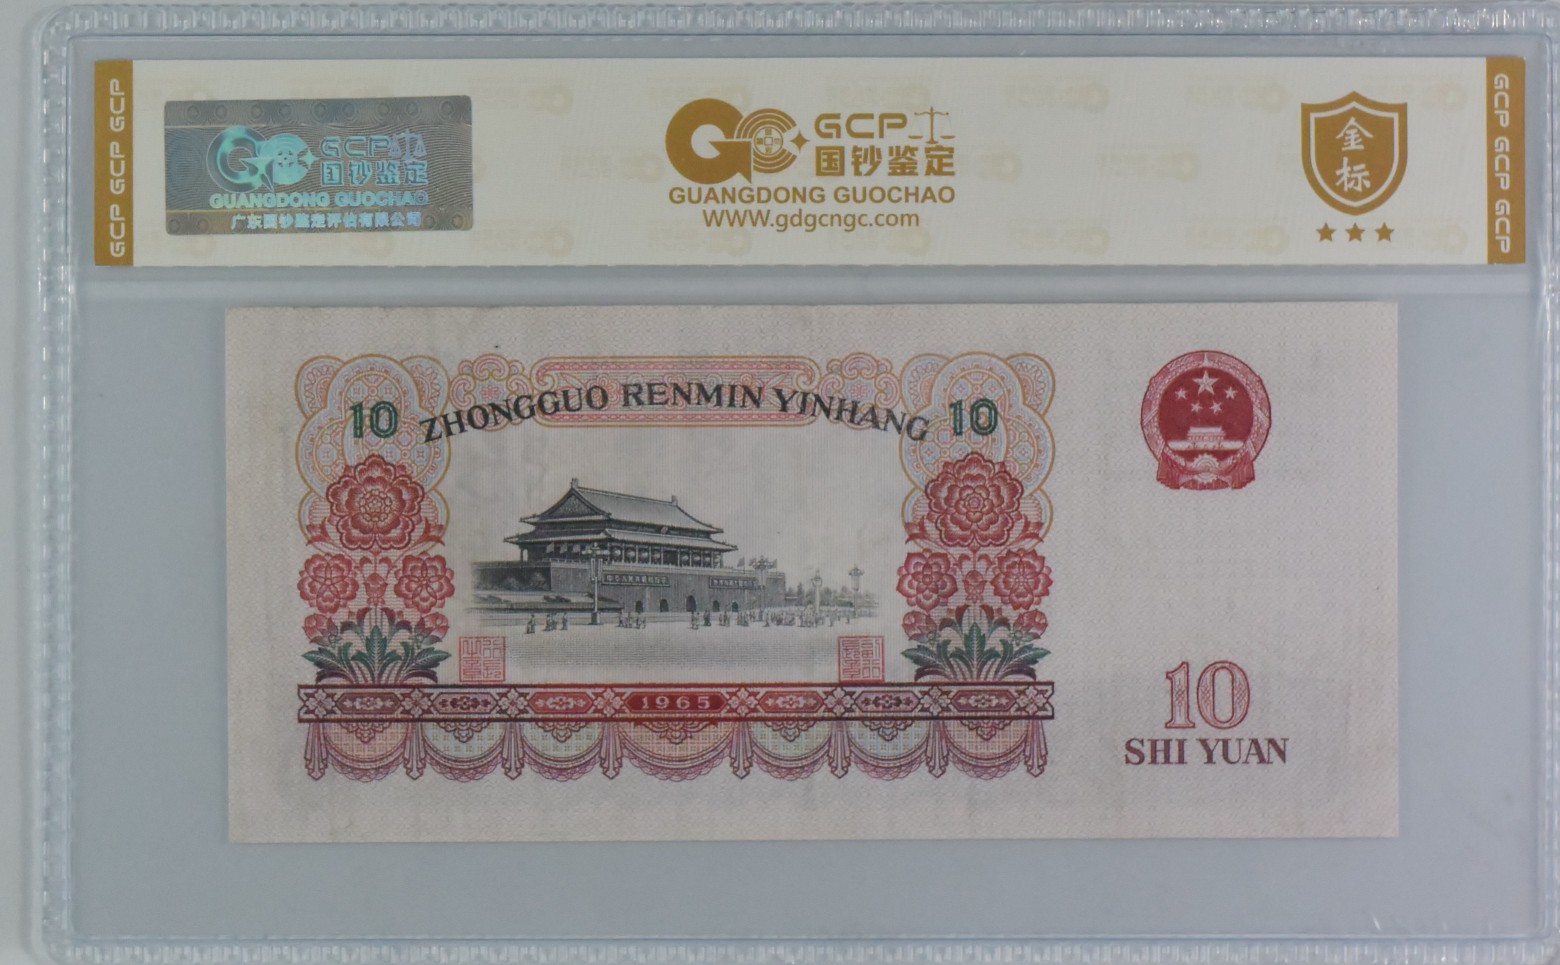 GCP GCP GCP
GCP
国钞鉴定
GUANGDONG GUOCHAO
广东国钞鉴定评估有限公司
GCP
国钞鉴定
GUANGDONG GUOCHAO
WWW.gdgcngc.com
金
标
GCP GCP GCP
10 ZHONGGUO RENMIN YINHANG 10
1965
10
SHI YUAN